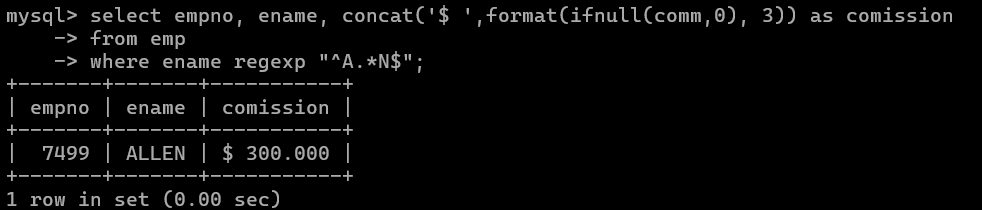 mysql> select empno, ename, concat('$ ',format(ifnull(comm,0), 3)) as comission
    -> from emp
    -> where ename regexp "^A.*N$";
+-------+-------+-----------+
| empno | ename | comission |
+-------+-------+-----------+
|  7499 | ALLEN | $ 300.000 |
+-------+-------+-----------+
1 row in set (0.00 sec)